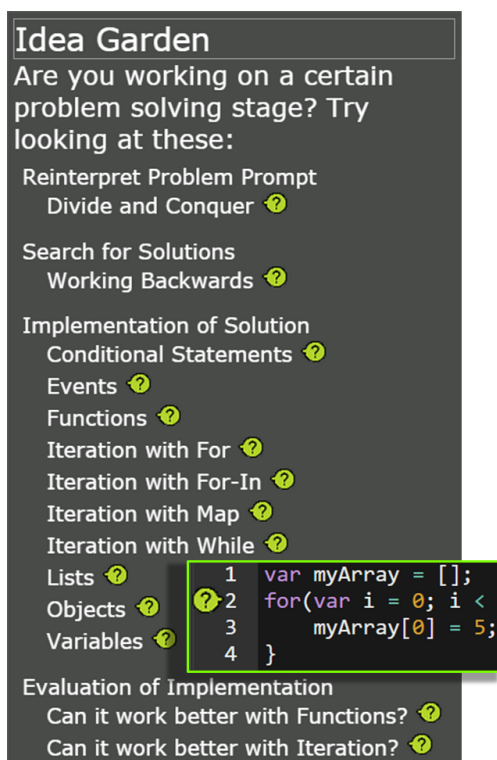 Idea Garden
Are you working on a certain
problem solving stage? Try
looking at these:
Reinterpret Problem Prompt
Divide and Conquer ?
Search for Solutions
Working Backwards ?
Implementation of Solution
Conditional Statements ?
Events ?
Functions ?
Iteration with For ?
Iteration with For-In ?
Iteration with Map ?
Iteration with While ?
Lists ?
Objects ?
Variables ?
1 var myArray = [];
? 2 for(var i = 0; i <
3 myArray[0] = 5;
4 }
Evaluation of Implementation
Can it work better with Functions? ?
Can it work better with Iteration? ?